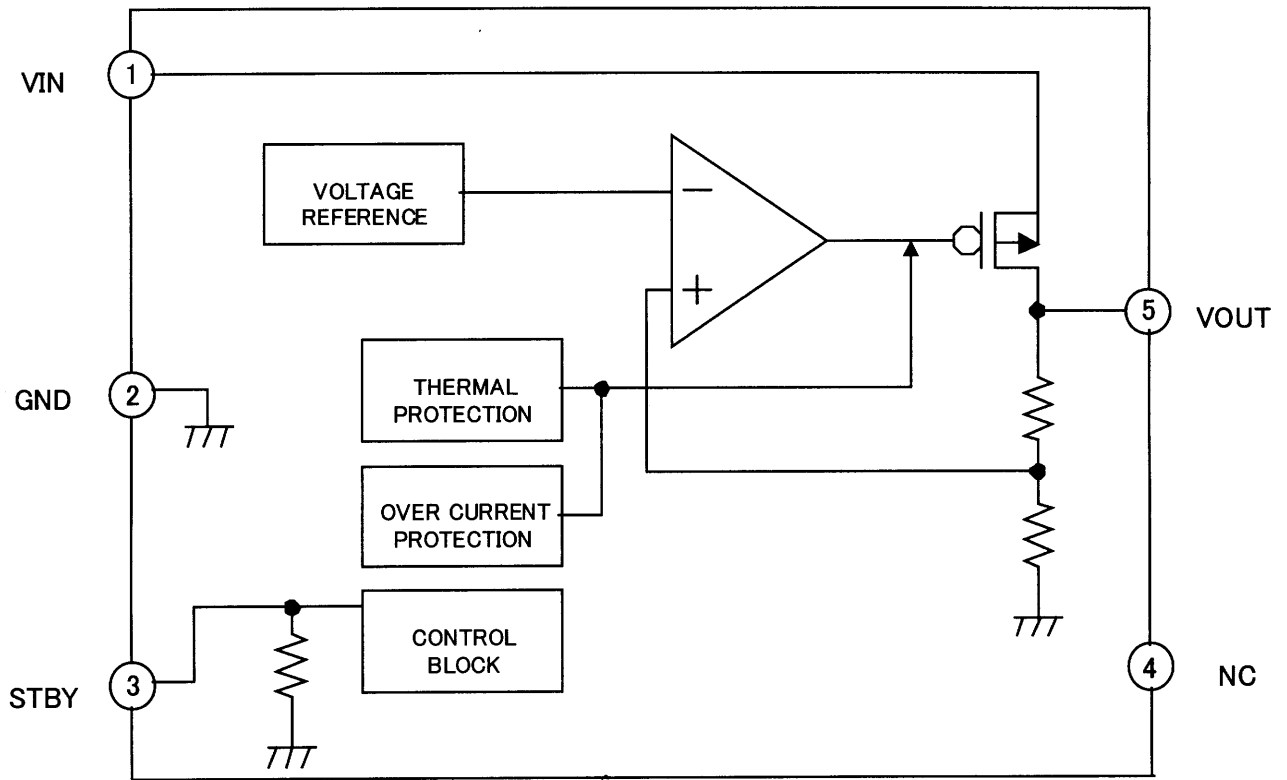 VIN
1
VOLTAGE
REFERENCE
−
+
5
VOUT
GND
2
THERMAL
PROTECTION
OVER CURRENT
PROTECTION
CONTROL
BLOCK
STBY
3
4
NC